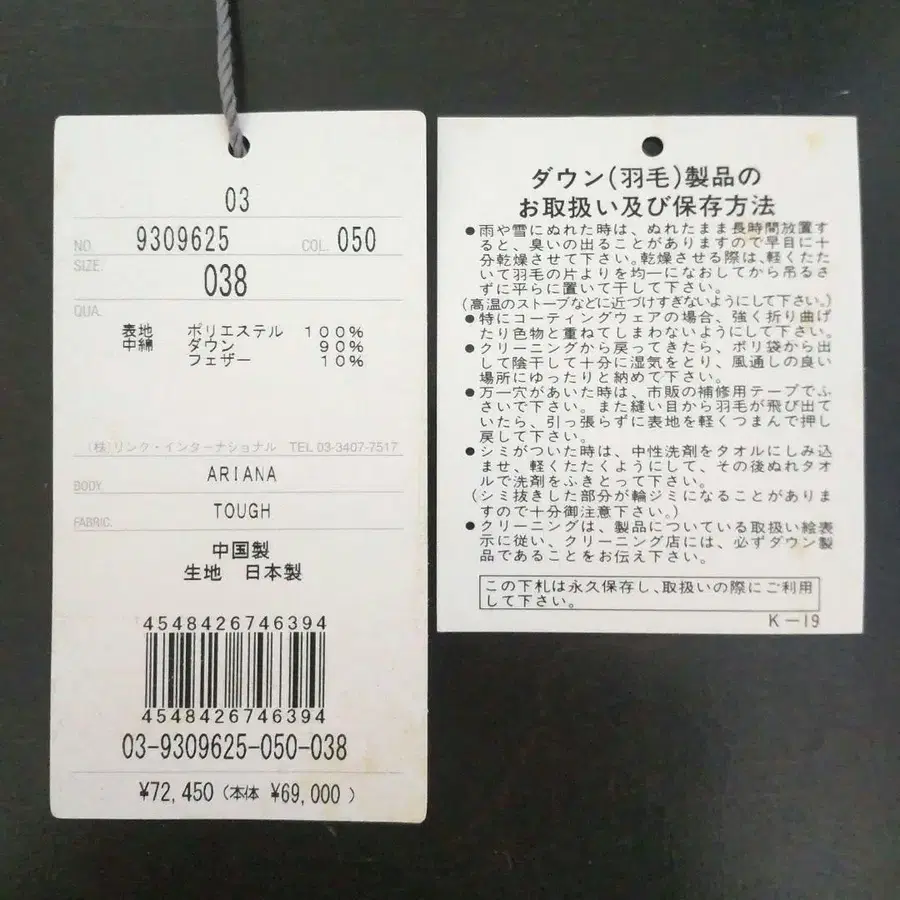 03
NO. 9309625 COL. 050
SIZE.
038
QUA.
表地 ポリエステル 100%
中綿 ダウン 90%
フェザー 10%
(株)リンク・インターナショナル TEL 03-3407-7517
ARIANA
BODY.
TOUGH
FABRIC.
中国製
生地 日本製
4548426746394
4548426746394
03-9309625-050-038
¥72,450(本体 ¥69,000)
ダウン(羽毛)製品の
お取扱い及び保存方法
●雨や雪にぬれた時は、ぬれたまま長時間放置す
ると、臭いの出ることがありますので早目に十
分乾燥させて下さい。乾燥させる際は、軽くたた
いて羽毛の片よりを均一になおしてから吊るさ
ずに平らに置いて干して下さい。
(高温のストーブなどに近づけすぎないようにして下さい。)
●特にコーティングウェアの場合、強く折り曲げ
たり色物と重ねてしまわないようにして下さい。
●クリーニングから戻ってきたら、ポリ袋から出
して陰干して十分に湿気をとり、風通しの良い
場所にゆったりと納めて下さい。
●万一穴があいた時は、市販の補修用テープでふ
さいで下さい。また縫い目から羽毛が飛び出て
いたら、引っ張らずに表地を軽くつまんで押し
戻して下さい。
●シミがついた時は、中性洗剤をタオルにしみ込
ませ、軽くたたくようにして、その後ぬれタオ
ルで洗剤をふきとって下さい。
(シミ抜きした部分が輪ジミになることがありま
すので十分御注意下さい。)
●クリーニングは、製品についている取扱い絵表
示に従い、クリーニング店には、必ずダウン製
品であることをお伝え下さい。
この下札は永久保存し、取扱いの際にご利用
して下さい。
K-19